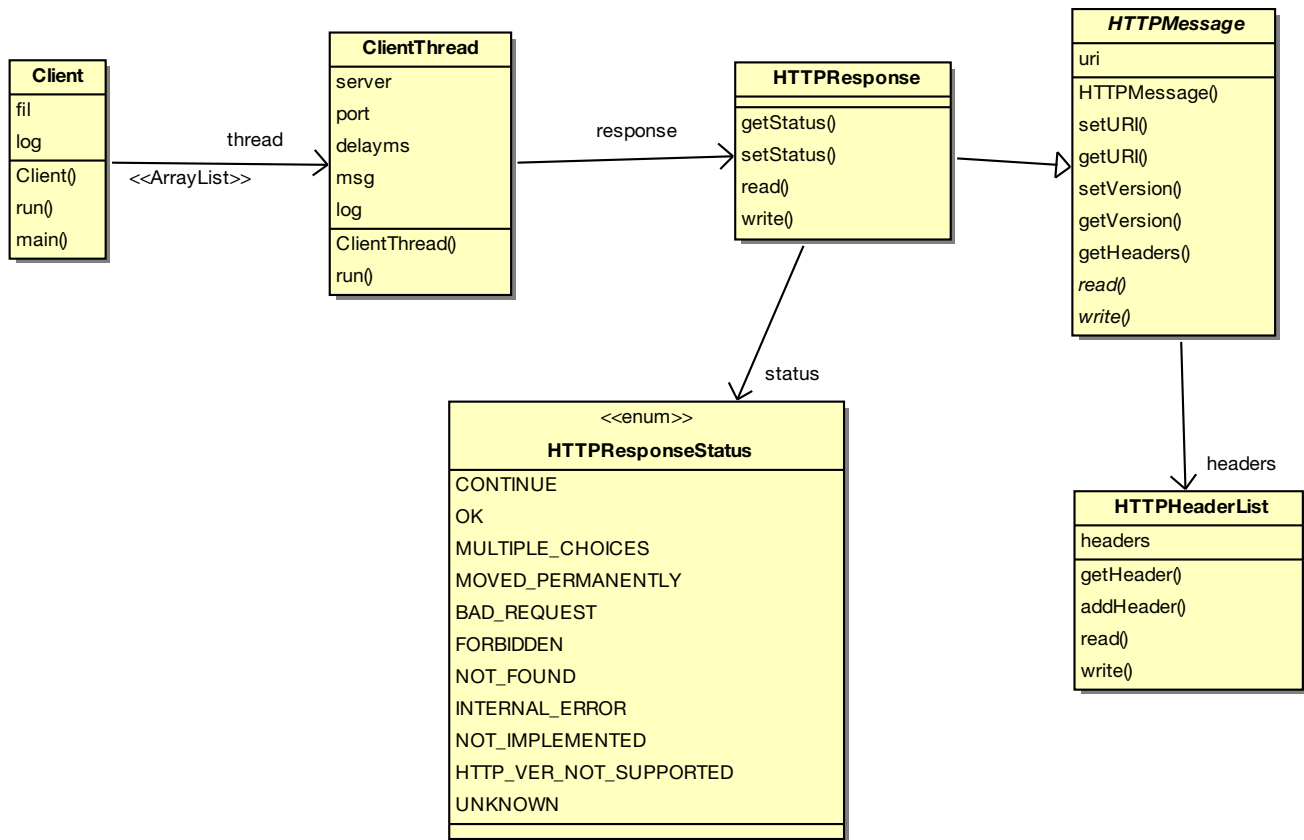 Client
fil
log
Client()
run()
main()
thread
<<ArrayList>>
ClientThread
server
port
delayms
msg
log
ClientThread()
run()
response
HTTPResponse
getStatus()
setStatus()
read()
write()
HTTPMessage
uri
HTTPMessage()
setURI()
getURI()
setVersion()
getVersion()
getHeaders()
read()
write()
status
<<enum>>
HTTPResponseStatus
CONTINUE
OK
MULTIPLE_CHOICES
MOVED_PERMANENTLY
BAD_REQUEST
FORBIDDEN
NOT_FOUND
INTERNAL_ERROR
NOT_IMPLEMENTED
HTTP_VER_NOT_SUPPORTED
UNKNOWN
headers
HTTPHeaderList
headers
getHeader()
addHeader()
read()
write()